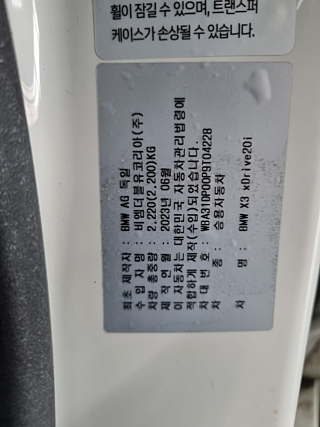 휠이 잠길 수 있으며, 트랜스퍼
케이스가 손상될 수 있습니다.
최초 제작자 : BMW AG 독일
수 입 자 명 : 비엠더블유코리아(주)
차량 총중량 : 2.220(2,200)KG
제 작 연 월 : 2023년 06월
이 자동차는 대한민국 자동차관리법령에
적합하게 제작(수입)되었습니다.
차 대 번 호 : WBA31DP00P9T04228
차 종 : 승용자동차
차 명 : BMW X3 xDrive20i